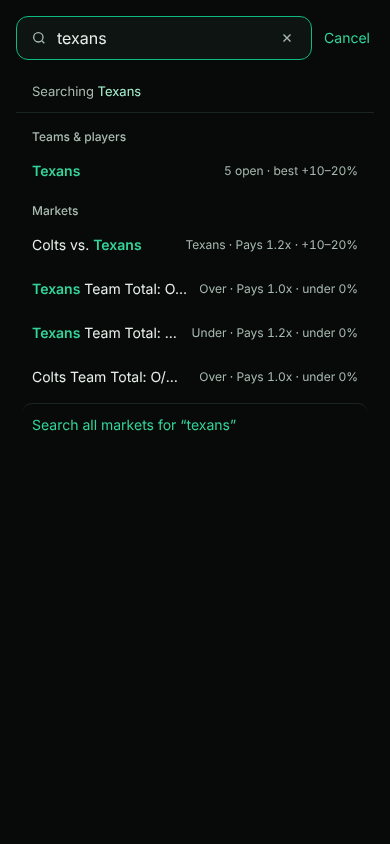 texans
Cancel
Searching Texans
Teams & players
Texans 5 open · best +10–20%
Markets
Colts vs. Texans Texans · Pays 1.2x · +10–20%
Texans Team Total: O... Over · Pays 1.0x · under 0%
Texans Team Total: ... Under · Pays 1.2x · under 0%
Colts Team Total: O/... Over · Pays 1.0x · under 0%
Search all markets for “texans”